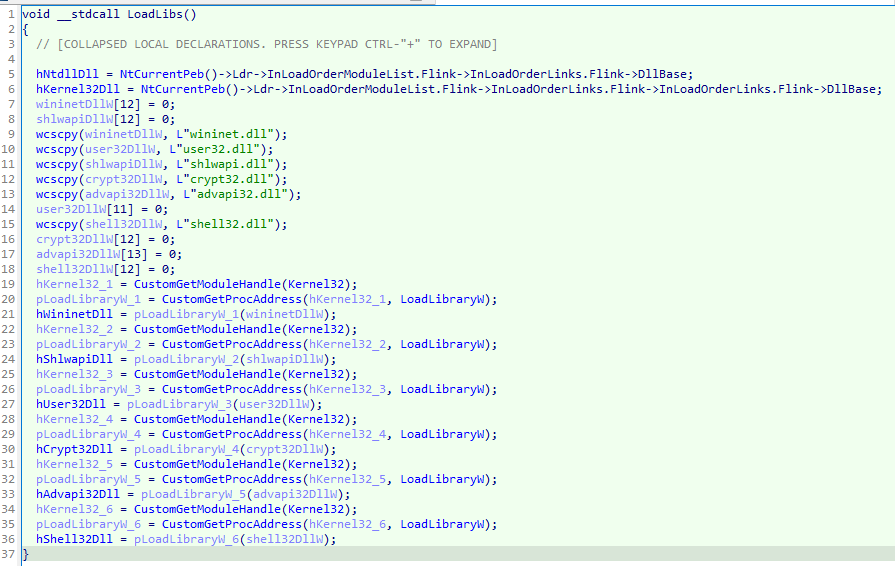 1 void __stdcall LoadLibs()
2 {
3 // [COLLAPSED LOCAL DECLARATIONS. PRESS KEYPAD CTRL-"+" TO EXPAND]
4
5 hNtdllDll = NtCurrentPeb()->Ldr->InLoadOrderModuleList.Flink->InLoadOrderLinks.Flink->DllBase;
6 hKernel32Dll = NtCurrentPeb()->Ldr->InLoadOrderModuleList.Flink->InLoadOrderLinks.Flink->InLoadOrderLinks.Flink->DllBase;
7 wininetDllW[12] = 0;
8 shlwapiDllW[12] = 0;
9 wcscpy(wininetDllW, L"wininet.dll");
10 wcscpy(user32DllW, L"user32.dll");
11 wcscpy(shlwapiDllW, L"shlwapi.dll");
12 wcscpy(crypt32DllW, L"crypt32.dll");
13 wcscpy(advapi32DllW, L"advapi32.dll");
14 user32DllW[11] = 0;
15 wcscpy(shell32DllW, L"shell32.dll");
16 crypt32DllW[12] = 0;
17 advapi32DllW[13] = 0;
18 shell32DllW[12] = 0;
19 hKernel32_1 = CustomGetModuleHandle(Kernel32);
20 pLoadLibraryW_1 = CustomGetProcAddress(hKernel32_1, LoadLibraryW);
21 hWininetDll = pLoadLibraryW_1(wininetDllW);
22 hKernel32_2 = CustomGetModuleHandle(Kernel32);
23 pLoadLibraryW_2 = CustomGetProcAddress(hKernel32_2, LoadLibraryW);
24 hShlwapiDll = pLoadLibraryW_2(shlwapiDllW);
25 hKernel32_3 = CustomGetModuleHandle(Kernel32);
26 pLoadLibraryW_3 = CustomGetProcAddress(hKernel32_3, LoadLibraryW);
27 hUser32Dll = pLoadLibraryW_3(user32DllW);
28 hKernel32_4 = CustomGetModuleHandle(Kernel32);
29 pLoadLibraryW_4 = CustomGetProcAddress(hKernel32_4, LoadLibraryW);
30 hCrypt32Dll = pLoadLibraryW_4(crypt32DllW);
31 hKernel32_5 = CustomGetModuleHandle(Kernel32);
32 pLoadLibraryW_5 = CustomGetProcAddress(hKernel32_5, LoadLibraryW);
33 hAdvapi32Dll = pLoadLibraryW_5(advapi32DllW);
34 hKernel32_6 = CustomGetModuleHandle(Kernel32);
35 pLoadLibraryW_6 = CustomGetProcAddress(hKernel32_6, LoadLibraryW);
36 hShell32Dll = pLoadLibraryW_6(shell32DllW);
37 }